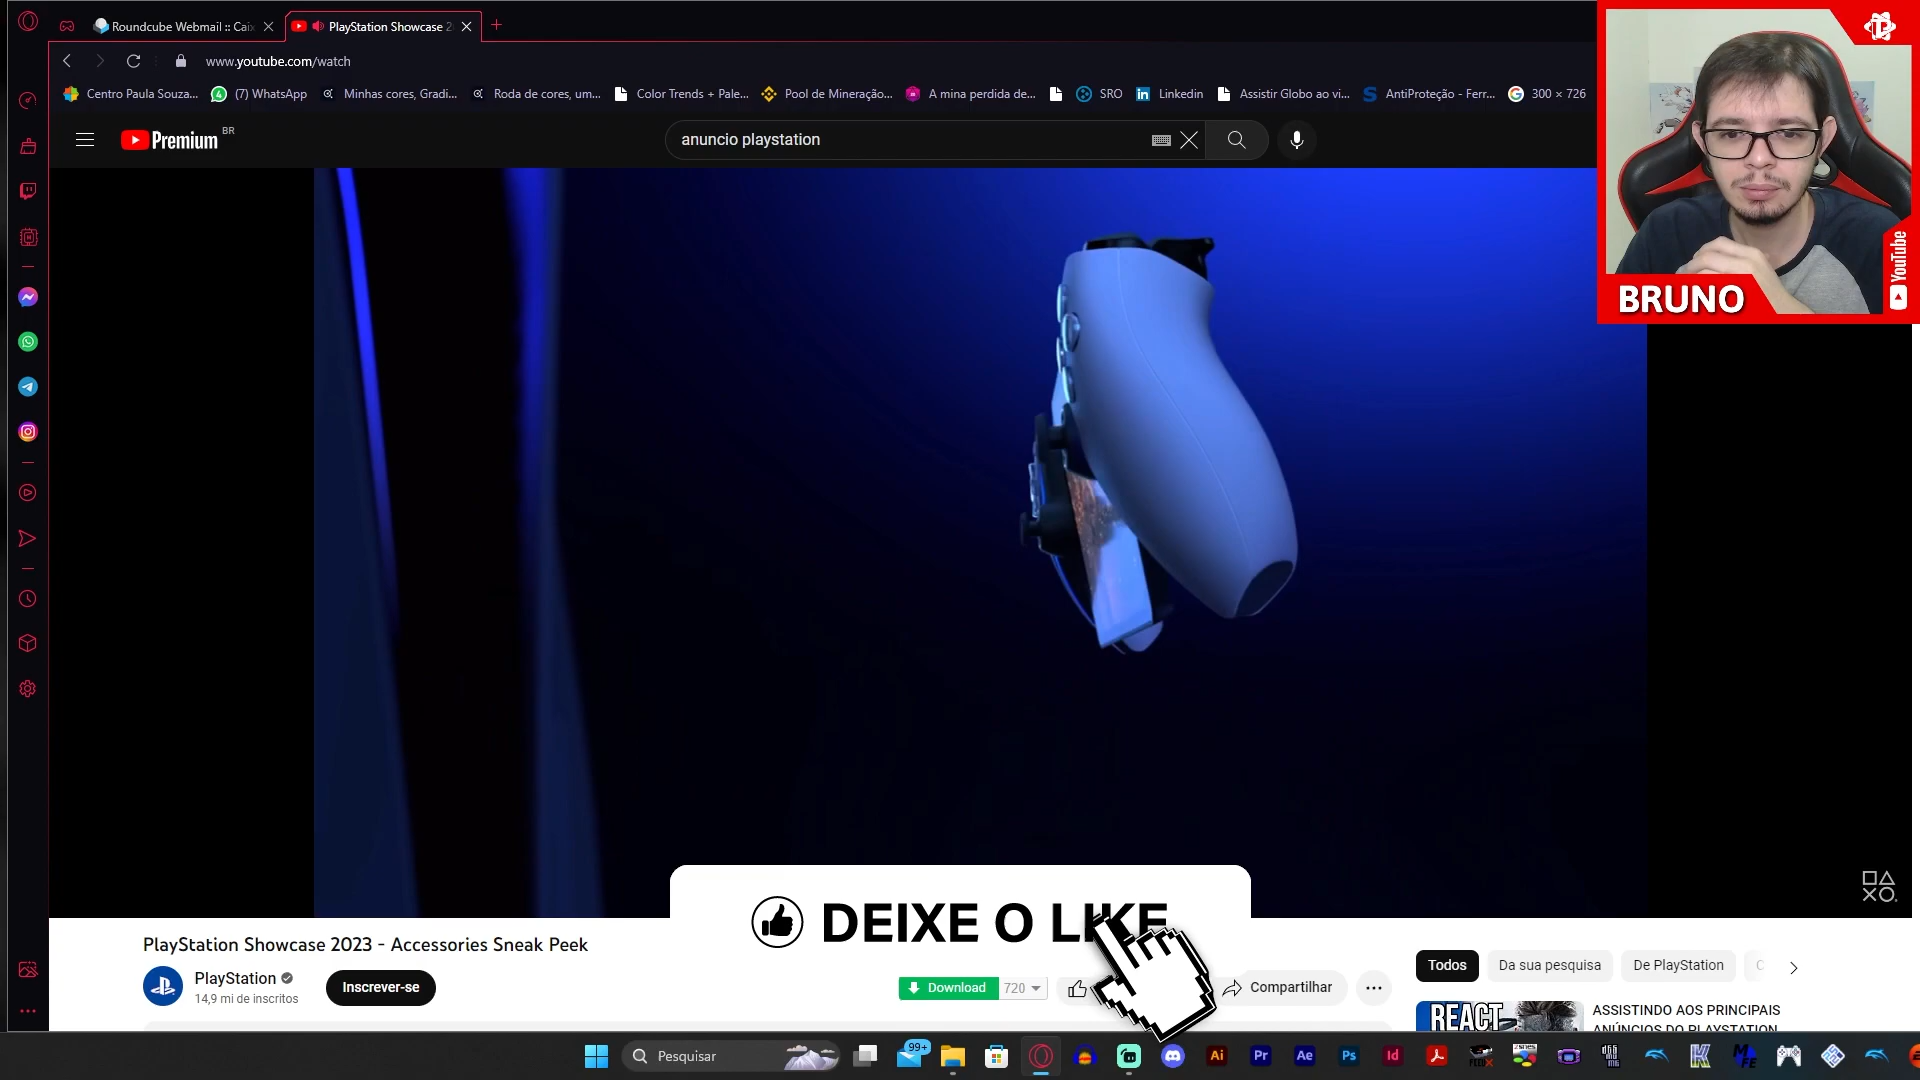 Roundcube Webmail :: Caix
PlayStation Showcase 2
www.youtube.com/watch
Centro Paula Souza...
(7) WhatsApp
Minhas cores, Gradi...
Roda de cores, um...
Color Trends + Pale...
Pool de Mineração...
A mina perdida de...
SRO
Linkedin
Assistir Globo ao vi...
AntiProteção - Ferr...
300 × 726
Premium
BR
anuncio playstation
BRUNO
YouTube
DEIXE O LIKE
PlayStation Showcase 2023 - Accessories Sneak Peek
PlayStation
14,9 mi de inscritos
Inscrever-se
Download
720
Compartilhar
Todos
Da sua pesquisa
De PlayStation
REACT
ASSISTINDO AOS PRINCIPAIS
ANÚNCIOS DO PLAYSTATION
Pesquisar
99+
Ai
Pr
Ae
Ps
Id